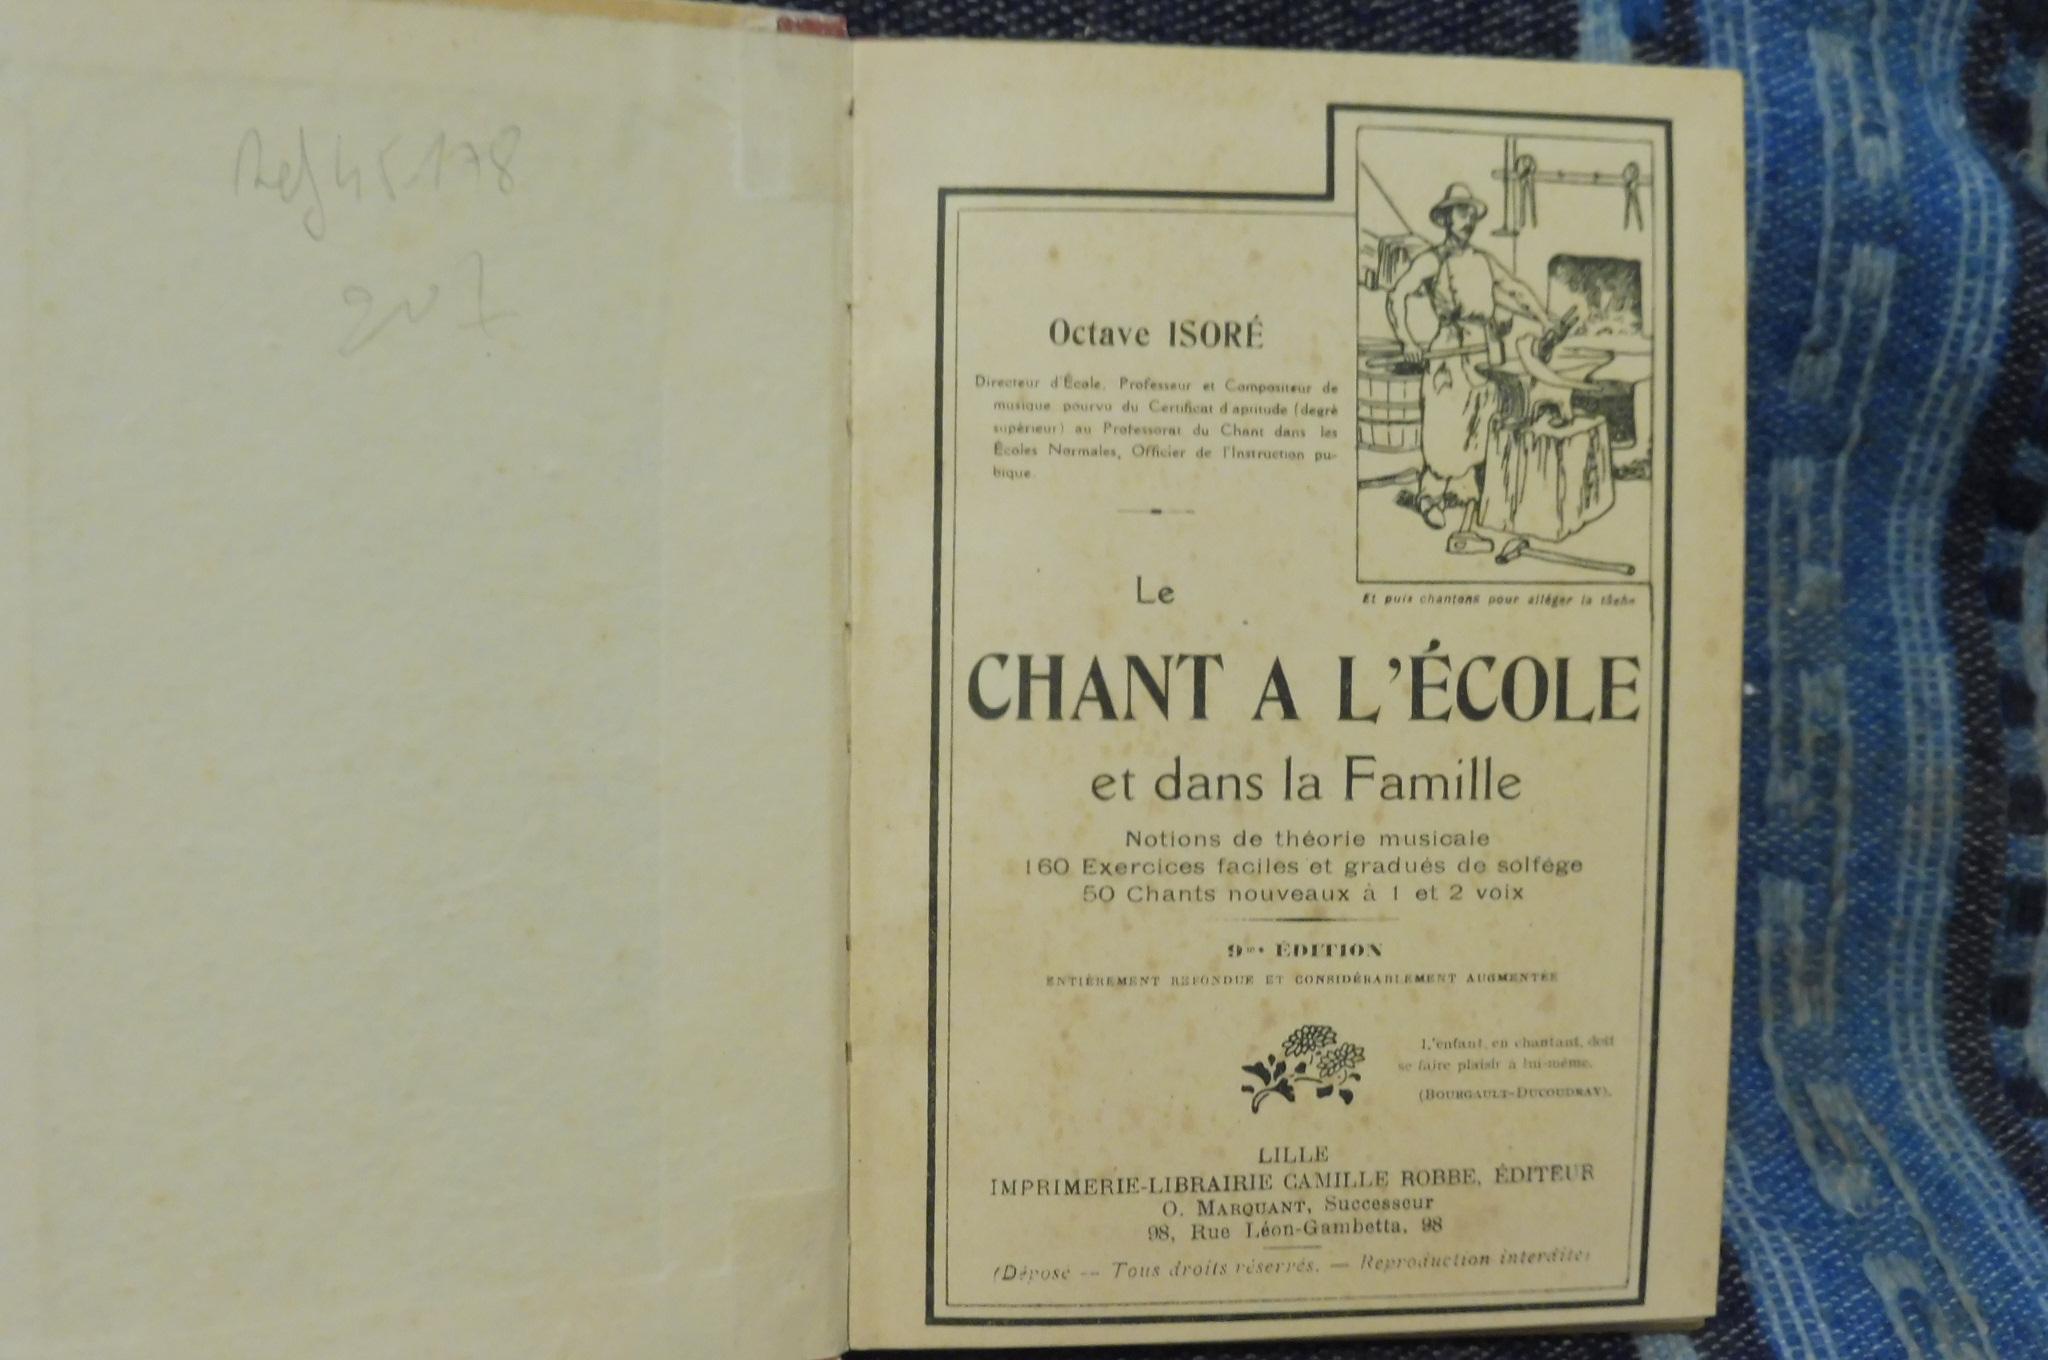 Ref 45.178
207
Octave ISORÉ
Directeur d'École, Professeur et Compositeur de
musique pourvu du Certificat d'aptitude (degré
supérieur) au Professorat du Chant dans les
Écoles Normales, Officier de l'Instruction pu-
bique.
Et puis chantons pour alléger la tâche
Le
CHANT A L'ÉCOLE
et dans la Famille
Notions de théorie musicale
160 Exercices faciles et gradués de solfége
50 Chants nouveaux à 1 et 2 voix
9me ÉDITION
ENTIÈREMENT REFONDUE ET CONSIDÉRABLEMENT AUGMENTÉE
L'enfant, en chantant, doit
se faire plaisir à lui-même.
(BOURGAULT-DUCOUDRAY).
LILLE
IMPRIMERIE-LIBRAIRIE CAMILLE ROBBE, ÉDITEUR
O. MARQUANT, Successeur
98, Rue Léon-Gambetta, 98
(Déposé — Tous droits réservés. — Reproduction interdite)